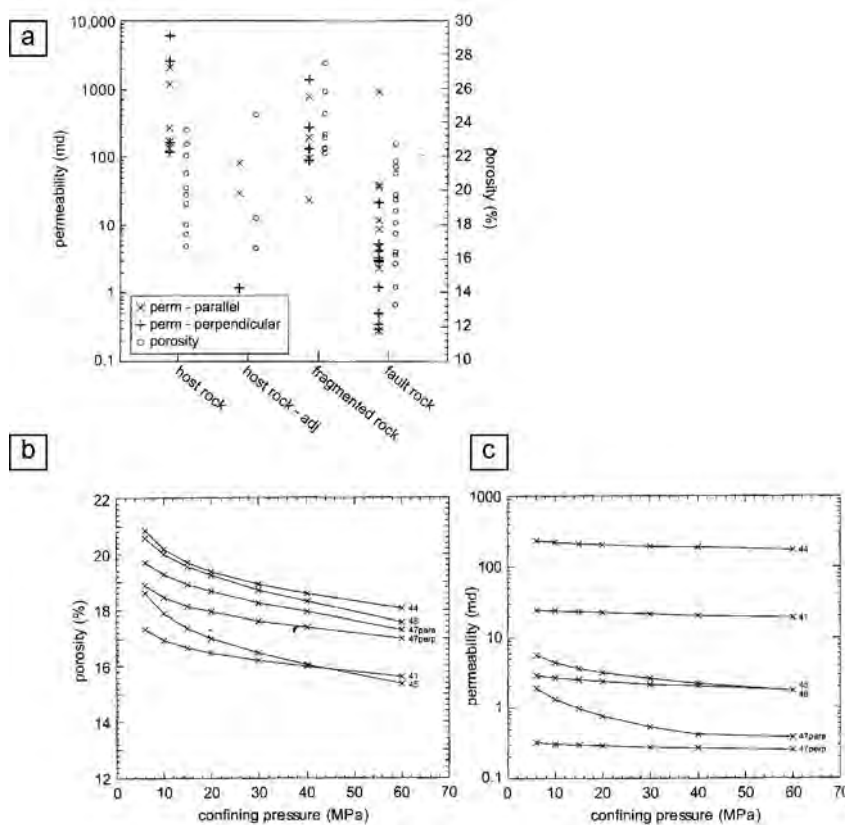 a
10,000
1000
100
10
1
0,1
permeability (md)
× perm - parallel
+ perm - perpendicular
○ porosity
30
28
26
24
22
20
18
16
14
12
10
porosity (%)
host rock
host rock - adj
fragmented rock
fault rock
b
22
20
18
16
14
12
porosity (%)
44
47para
47perp
41
45
0 10 20 30 40 50 60 70
confining pressure (MPa)
c
1000
100
10
1
0.1
permeability (md)
44
41
47para
47perp
0 10 20 30 40 50 60 70
confining pressure (MPa)